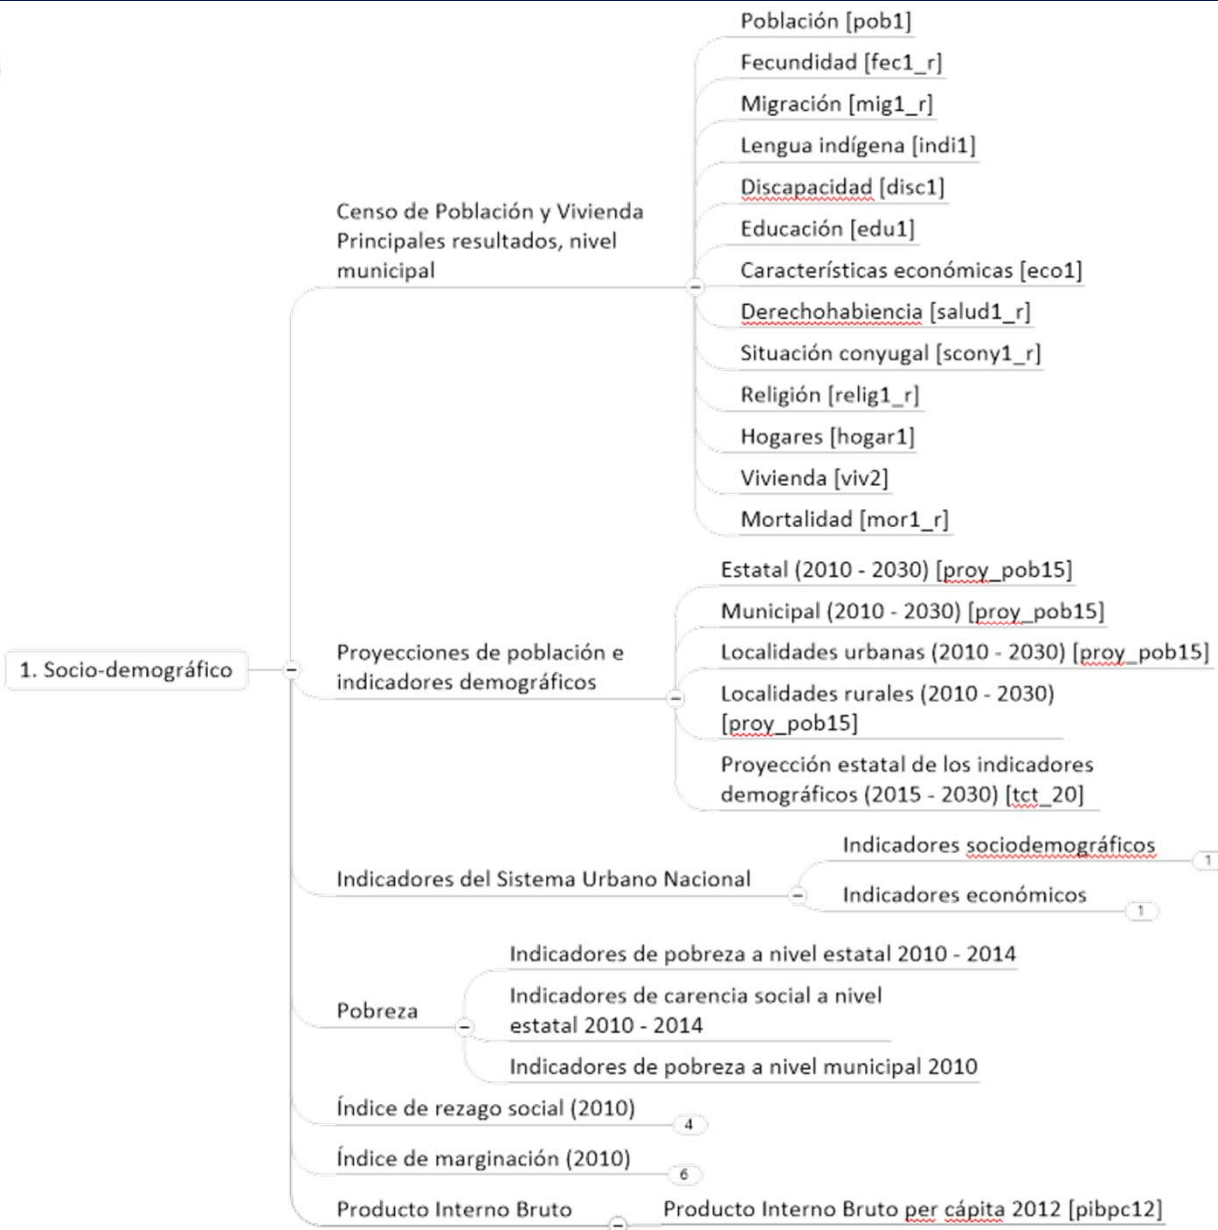 1. Socio-demográfico
Censo de Población y Vivienda
Principales resultados, nivel
municipal
Población [pob1]
Fecundidad [fec1_r]
Migración [mig1_r]
Lengua indígena [indi1]
Discapacidad [disc1]
Educación [edu1]
Características económicas [eco1]
Derechohabiencia [salud1_r]
Situación conyugal [scony1_r]
Religión [relig1_r]
Hogares [hogar1]
Vivienda [viv2]
Mortalidad [mor1_r]
Proyecciones de población e
indicadores demográficos
Estatal (2010 - 2030) [proy_pob15]
Municipal (2010 - 2030) [proy_pob15]
Localidades urbanas (2010 - 2030) [proy_pob15]
Localidades rurales (2010 - 2030)
[proy_pob15]
Proyección estatal de los indicadores
demográficos (2015 - 2030) [tct_20]
Indicadores del Sistema Urbano Nacional
Indicadores sociodemográficos
1
Indicadores económicos
1
Pobreza
Indicadores de pobreza a nivel estatal 2010 - 2014
Indicadores de carencia social a nivel
estatal 2010 - 2014
Indicadores de pobreza a nivel municipal 2010
Índice de rezago social (2010)
4
Índice de marginación (2010)
6
Producto Interno Bruto
Producto Interno Bruto per cápita 2012 [pibpc12]